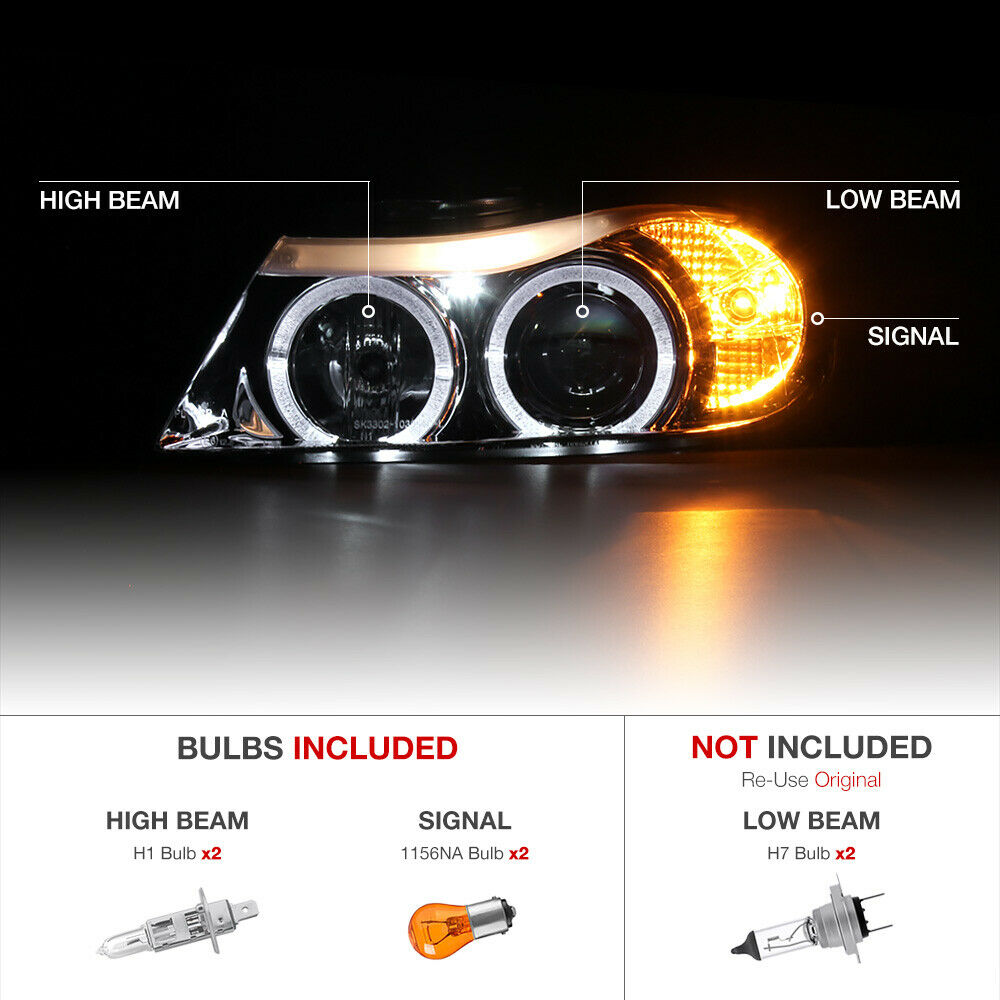 HIGH BEAM
LOW BEAM
SIGNAL
BULBS INCLUDED
HIGH BEAM
H1 Bulb x2
SIGNAL
1156NA Bulb x2
NOT INCLUDED
Re-Use Original
LOW BEAM
H7 Bulb x2